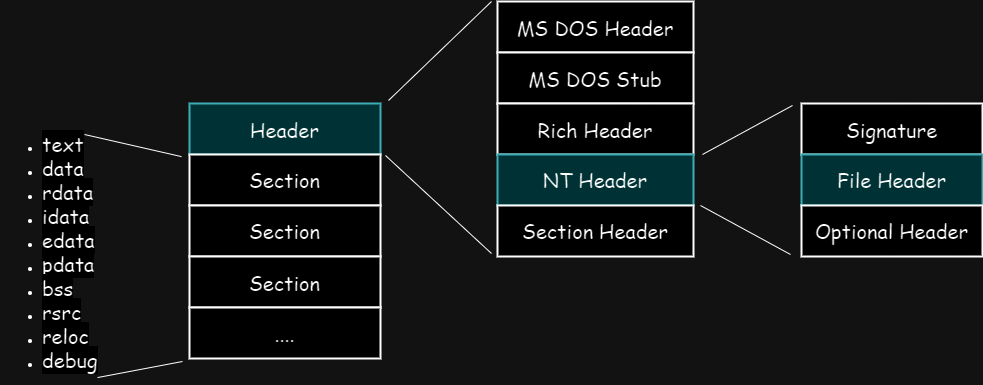 text
data
rdata
idata
edata
pdata
bss
rsrc
reloc
debug
Header
Section
Section
Section
....
MS DOS Header
MS DOS Stub
Rich Header
NT Header
Section Header
Signature
File Header
Optional Header